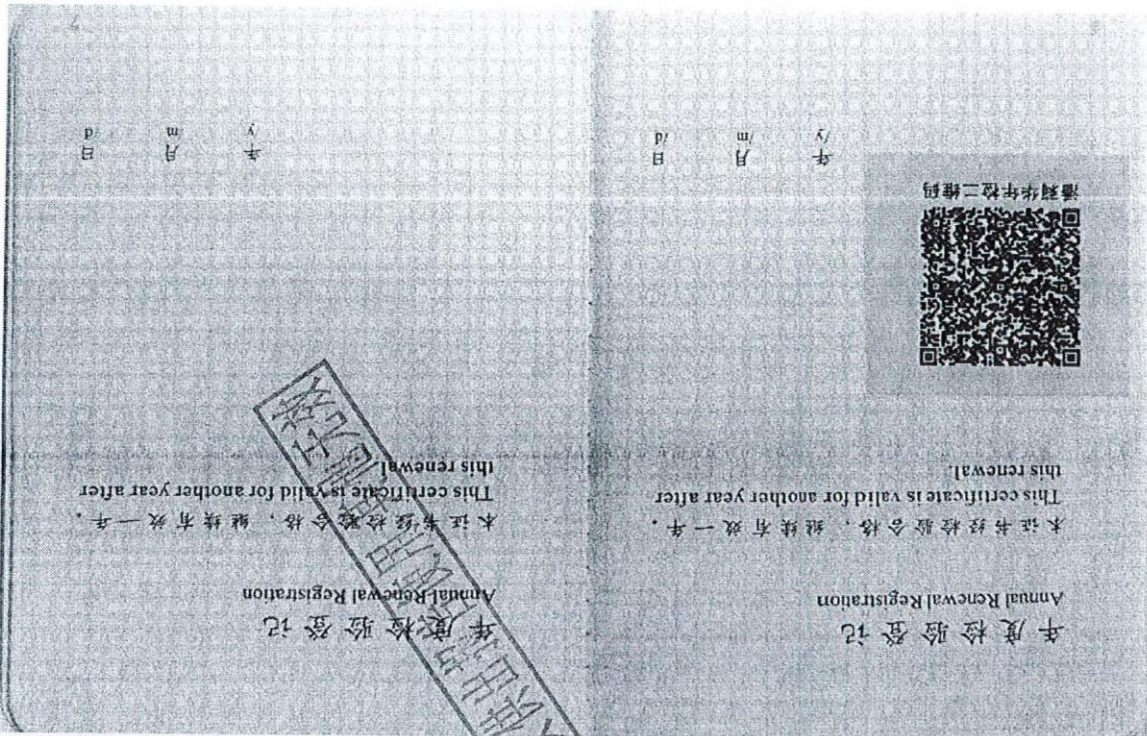 年度检验登记
Annual Renewal Registration
本证书经检验合格，继续有效一年。
This certificate is valid for another year after
this renewal.
年检二维码
年 月 日
/y /m /d
年度检验登记
Annual Renewal Registration
本证书经检验合格，继续有效一年。
This certificate is valid for another year after
this renewal.
年 月 日
y m d
无效